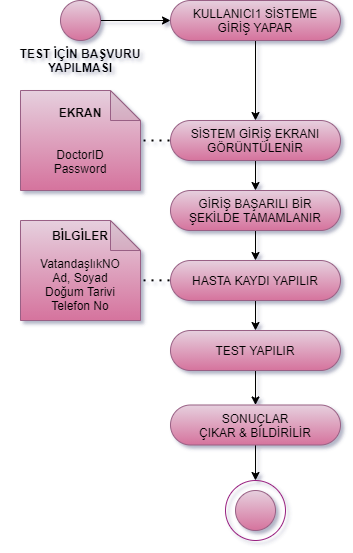 KULLANICI1 SİSTEME
GİRİŞ YAPAR
TEST İÇİN BAŞVURU
YAPILMASI
EKRAN
DoctorID
Password
SİSTEM GİRİŞ EKRANI
GÖRÜNTÜLENİR
GİRİŞ BAŞARILI BİR
ŞEKİLDE TAMAMLANIR
BİLGİLER
VatandaşlıkNO
Ad, Soyad
Doğum Tarivi
Telefon No
HASTA KAYDI YAPILIR
TEST YAPILIR
SONUÇLAR
ÇIKAR & BİLDİRİLİR